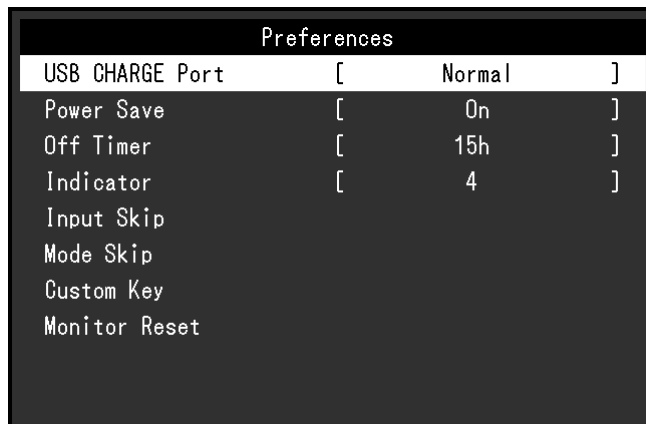 Preferences
USB CHARGE Port [ Normal ]
Power Save [ On ]
Off Timer [ 15h ]
Indicator [ 4 ]
Input Skip
Mode Skip
Custom Key
Monitor Reset